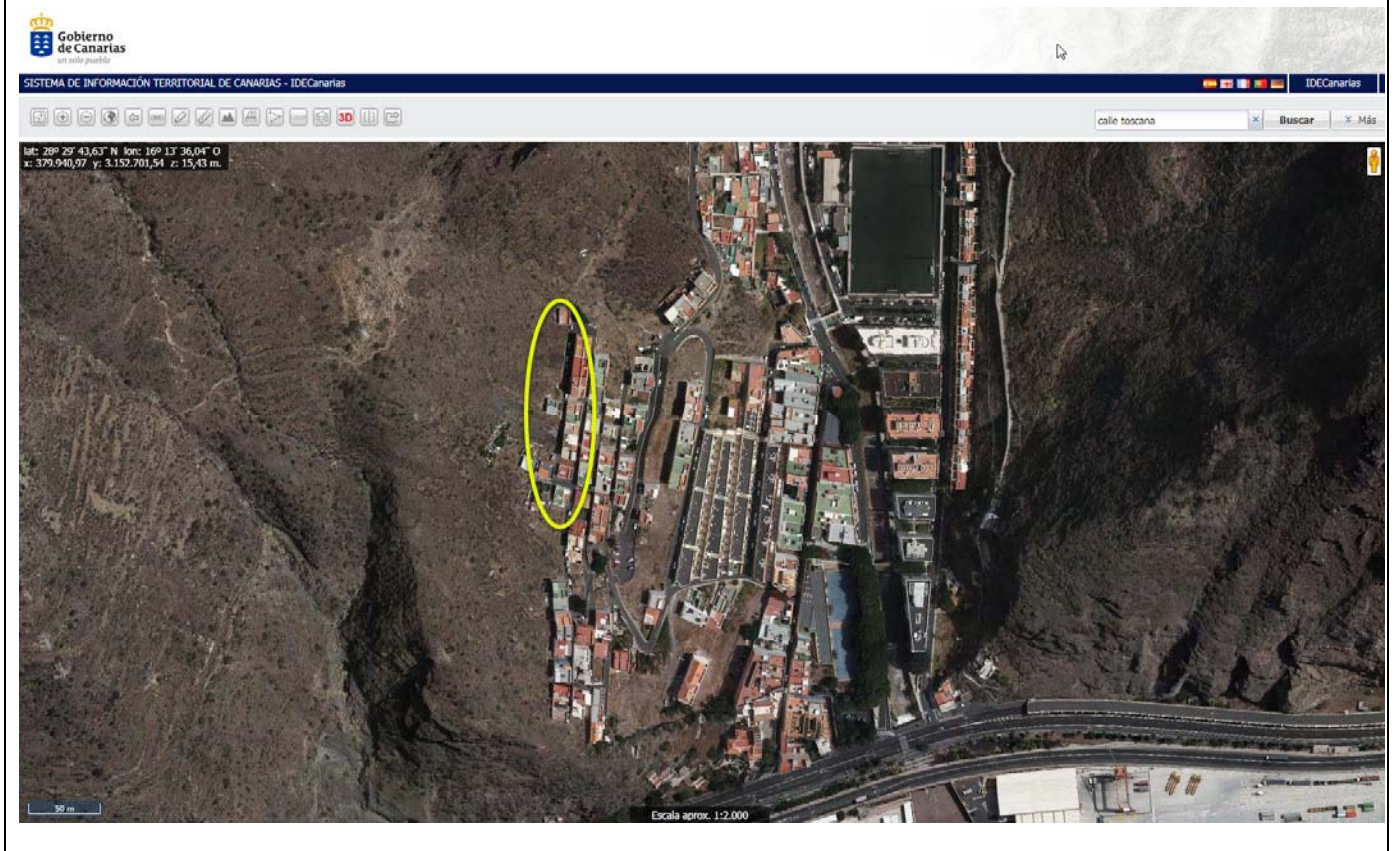 Gobierno
de Canarias
un solo pueblo
SISTEMA DE INFORMACIÓN TERRITORIAL DE CANARIAS - IDECanarias
IDECanarias
3D
calle toscana
×
Buscar
Más
lat: 28º 29' 43,63" N lon: 16º 13' 36,04" O
x: 379.940,97 y: 3.152.701,54 z: 15,43 m.
50 m
Escala aprox. 1:2.000